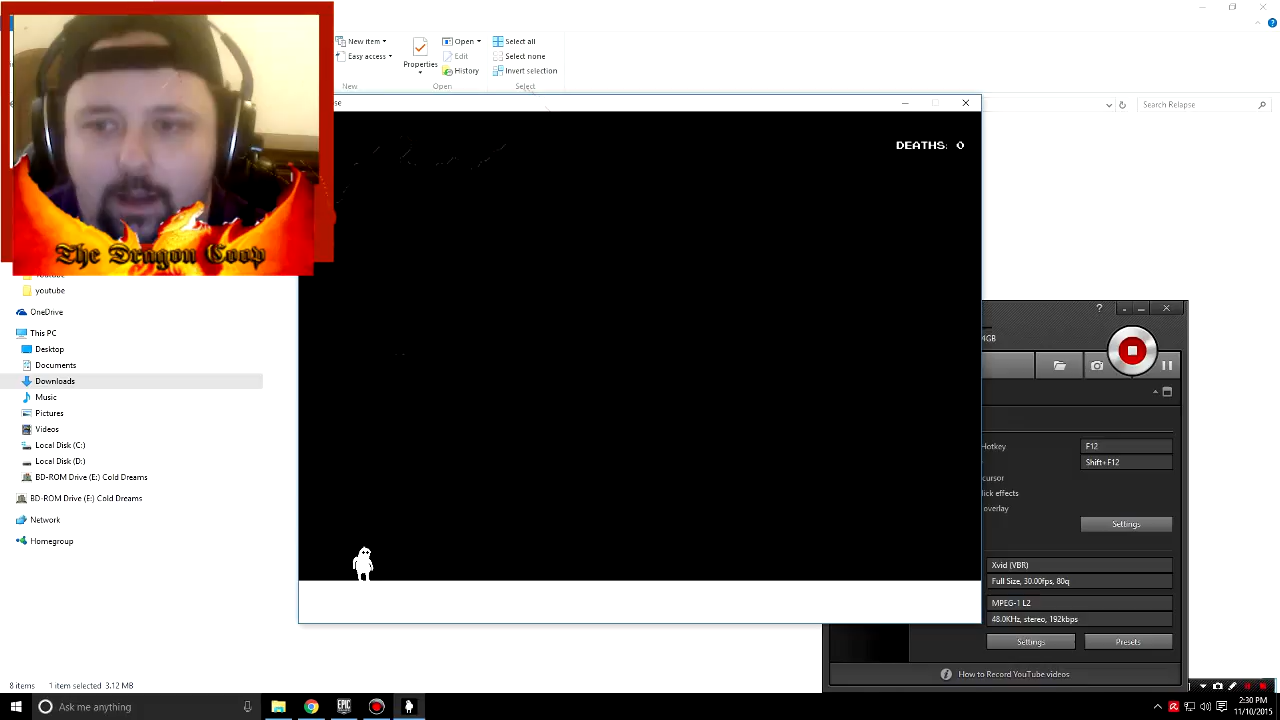 New item
Easy access
New
Properties
Open
Edit
History
Open
Select all
Select none
Invert selection
Select
Search Relapse
DEATHS: 0
The Dragon Coop
youtube
OneDrive
This PC
Desktop
Documents
Downloads
Music
Pictures
Videos
Local Disk (C:)
Local Disk (D:)
BD-ROM Drive (E:) Cold Dreams
BD-ROM Drive (E:) Cold Dreams
Network
Homegroup
?
Hotkey
F12
Shift+F12
overlay
Settings
Xvid (VBR)
Full Size, 30.00fps, 80q
MPEG-1 L2
48.0KHz, stereo, 192kbps
Settings
Presets
How to Record YouTube videos
8 items
1 item selected 3.12 MB
Ask me anything
EPIC
2:30 PM
11/10/2015